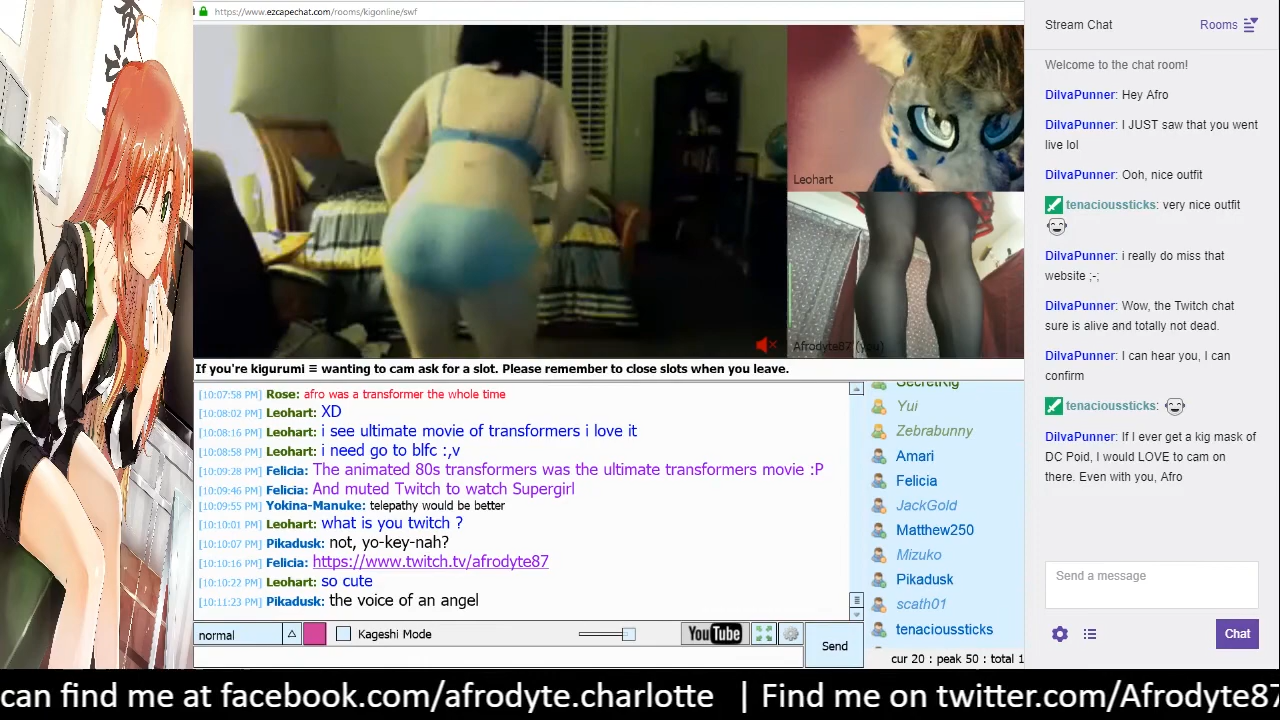 https://www.ezcapechat.com/rooms/kigonline/swf
Leohart
Afrodyte87 (you)
If you're kigurumi ≡ wanting to cam ask for a slot. Please remember to close slots when you leave.
[10:07:58 PM] Rose: afro was a transformer the whole time
[10:08:02 PM] Leohart: XD
[10:08:16 PM] Leohart: i see ultimate movie of transformers i love it
[10:08:58 PM] Leohart: i need go to blfc :,v
[10:09:28 PM] Felicia: The animated 80s transformers was the ultimate transformers movie :P
[10:09:46 PM] Felicia: And muted Twitch to watch Supergirl
[10:09:55 PM] Yokina-Manuke: telepathy would be better
[10:10:01 PM] Leohart: what is you twitch ?
[10:10:07 PM] Pikadusk: not, yo-key-nah?
[10:10:16 PM] Felicia: https://www.twitch.tv/afrodyte87
[10:10:22 PM] Leohart: so cute
[10:11:23 PM] Pikadusk: the voice of an angel
SecretKig
Yui
Zebrabunny
Amari
Felicia
JackGold
Matthew250
Mizuko
Pikadusk
scath01
tenacioussticks
normal
Kageshi Mode
YouTube
Send
cur 20 : peak 50 : total 1
Stream Chat
Rooms
Welcome to the chat room!
DilvaPunner: Hey Afro
DilvaPunner: I JUST saw that you went
live lol
DilvaPunner: Ooh, nice outfit
tenacioussticks: very nice outfit
DilvaPunner: i really do miss that
website ;-;
DilvaPunner: Wow, the Twitch chat
sure is alive and totally not dead.
DilvaPunner: I can hear you, I can
confirm
tenacioussticks:
DilvaPunner: If I ever get a kig mask of
DC Poid, I would LOVE to cam on
there. Even with you, Afro
Send a message
Chat
can find me at facebook.com/afrodyte.charlotte | Find me on twitter.com/Afrodyte87